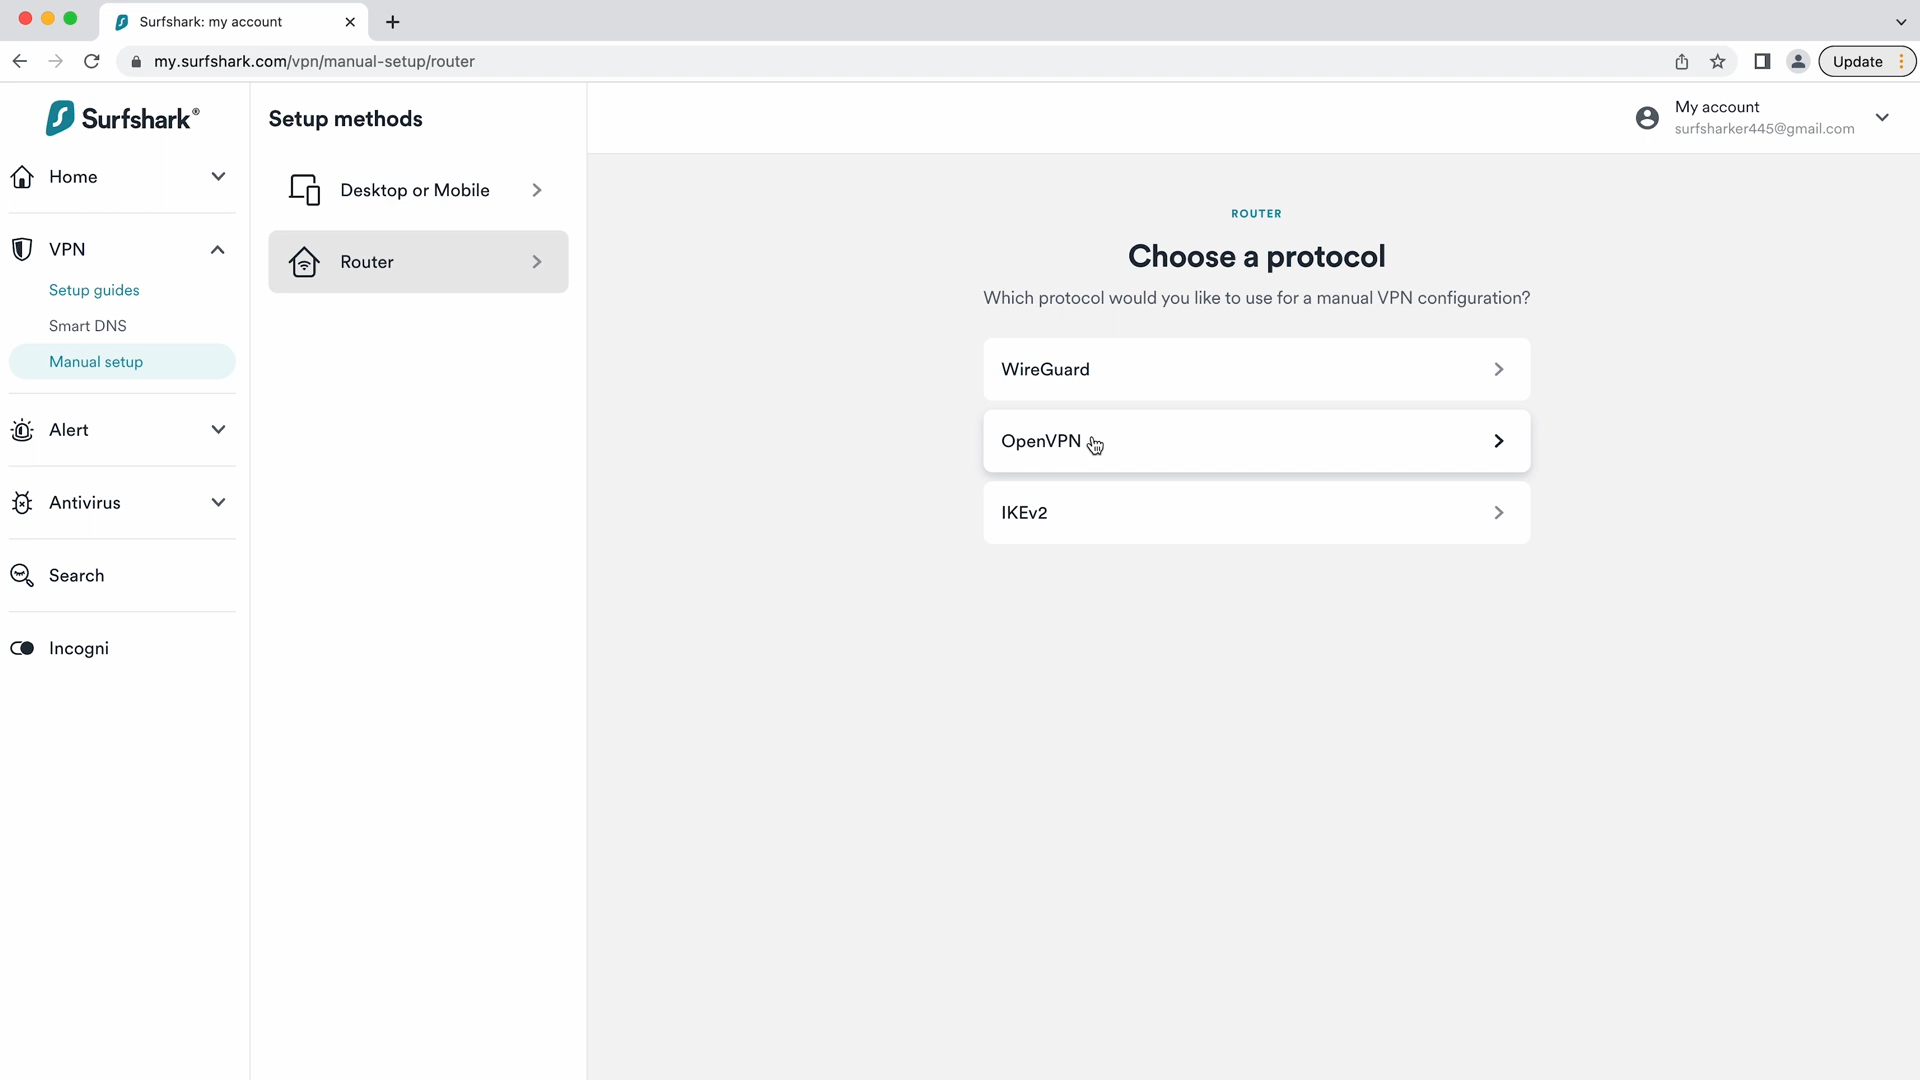 Surfshark: my account
my.surfshark.com/vpn/manual-setup/router
Update
Surfshark®
Home
VPN
Setup guides
Smart DNS
Manual setup
Alert
Antivirus
Search
Incogni
Setup methods
Desktop or Mobile
Router
My account
surfsharker445@gmail.com
ROUTER
Choose a protocol
Which protocol would you like to use for a manual VPN configuration?
WireGuard
OpenVPN
IKEv2